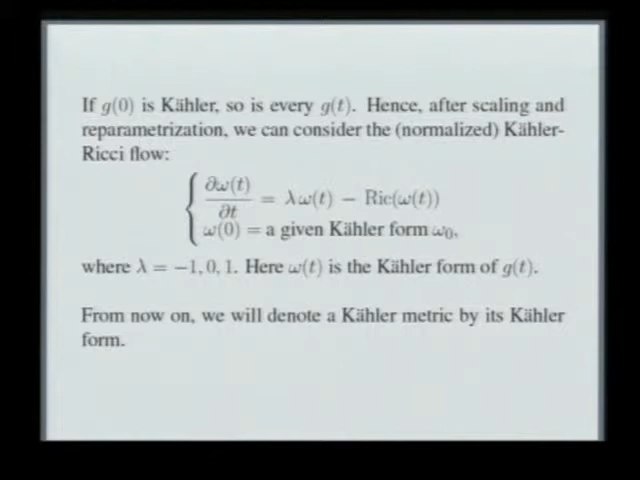 If g(0) is Kähler, so is every g(t). Hence, after scaling and
reparametrization, we can consider the (normalized) Kähler-
Ricci flow:
∂ω(t)/∂t = λω(t) − Ric(ω(t))
ω(0) = a given Kähler form ω₀,
where λ = −1, 0, 1. Here ω(t) is the Kähler form of g(t).
From now on, we will denote a Kähler metric by its Kähler
form.